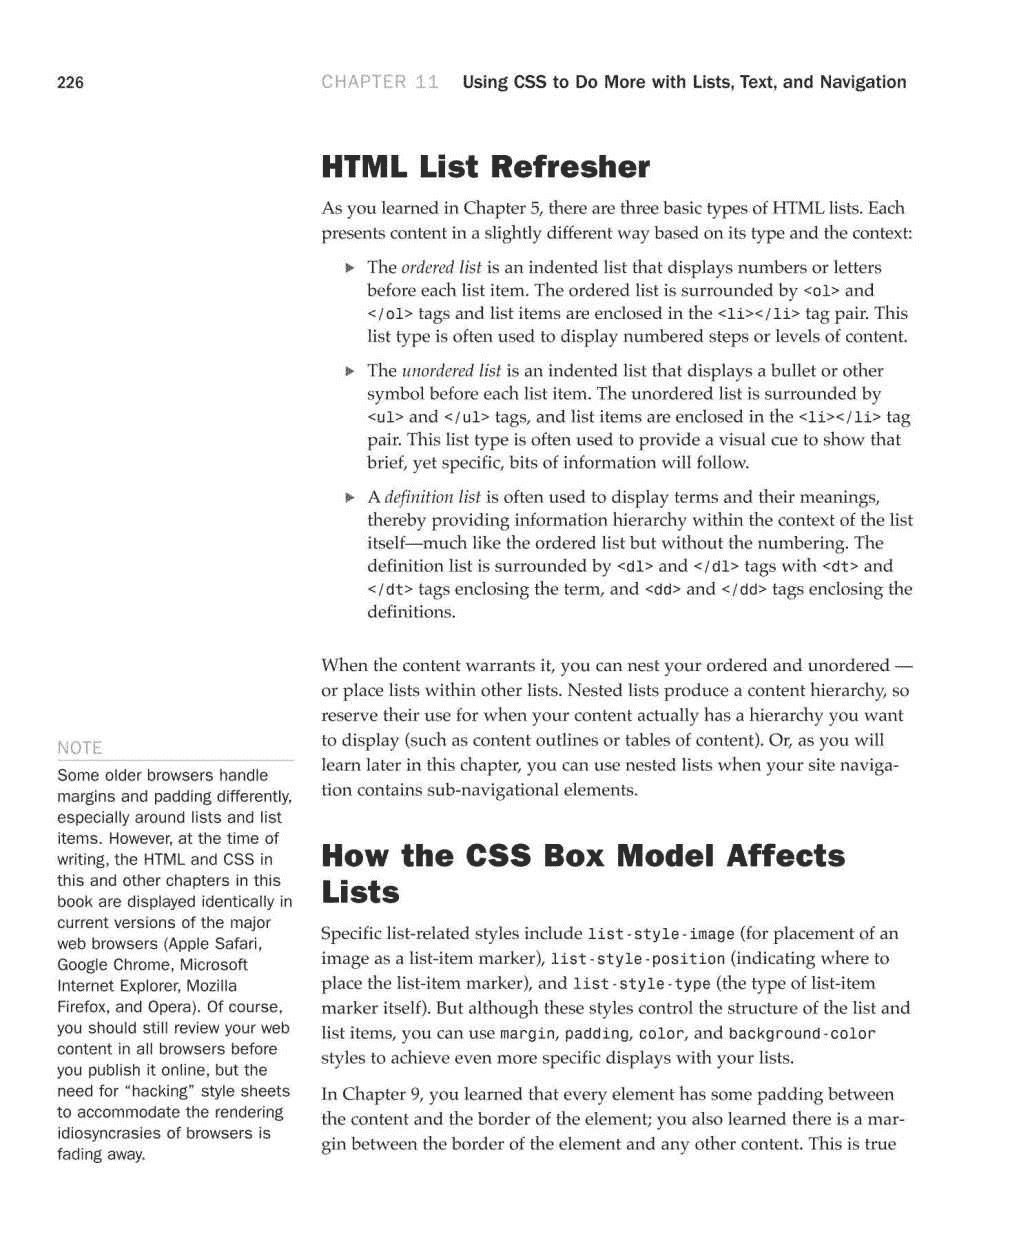 226
CHAPTER 11 Using CSS to Do More with Lists, Text, and Navigation
HTML List Refresher
As you learned in Chapter 5, there are three basic types of HTML lists. Each
presents content in a slightly different way based on its type and the context:
▶ The ordered list is an indented list that displays numbers or letters
before each list item. The ordered list is surrounded by <ol> and
</ol> tags and list items are enclosed in the <li></li> tag pair. This
list type is often used to display numbered steps or levels of content.
▶ The unordered list is an indented list that displays a bullet or other
symbol before each list item. The unordered list is surrounded by
<ul> and </ul> tags, and list items are enclosed in the <li></li> tag
pair. This list type is often used to provide a visual cue to show that
brief, yet specific, bits of information will follow.
▶ A definition list is often used to display terms and their meanings,
thereby providing information hierarchy within the context of the list
itself—much like the ordered list but without the numbering. The
definition list is surrounded by <dl> and </dl> tags with <dt> and
</dt> tags enclosing the term, and <dd> and </dd> tags enclosing the
definitions.
When the content warrants it, you can nest your ordered and unordered —
or place lists within other lists. Nested lists produce a content hierarchy, so
reserve their use for when your content actually has a hierarchy you want
to display (such as content outlines or tables of content). Or, as you will
learn later in this chapter, you can use nested lists when your site naviga-
tion contains sub-navigational elements.
NOTE
Some older browsers handle
margins and padding differently,
especially around lists and list
items. However, at the time of
writing, the HTML and CSS in
this and other chapters in this
book are displayed identically in
current versions of the major
web browsers (Apple Safari,
Google Chrome, Microsoft
Internet Explorer, Mozilla
Firefox, and Opera). Of course,
you should still review your web
content in all browsers before
you publish it online, but the
need for “hacking” style sheets
to accommodate the rendering
idiosyncrasies of browsers is
fading away.
How the CSS Box Model Affects
Lists
Specific list-related styles include list-style-image (for placement of an
image as a list-item marker), list-style-position (indicating where to
place the list-item marker), and list-style-type (the type of list-item
marker itself). But although these styles control the structure of the list and
list items, you can use margin, padding, color, and background-color
styles to achieve even more specific displays with your lists.
In Chapter 9, you learned that every element has some padding between
the content and the border of the element; you also learned there is a mar-
gin between the border of the element and any other content. This is true